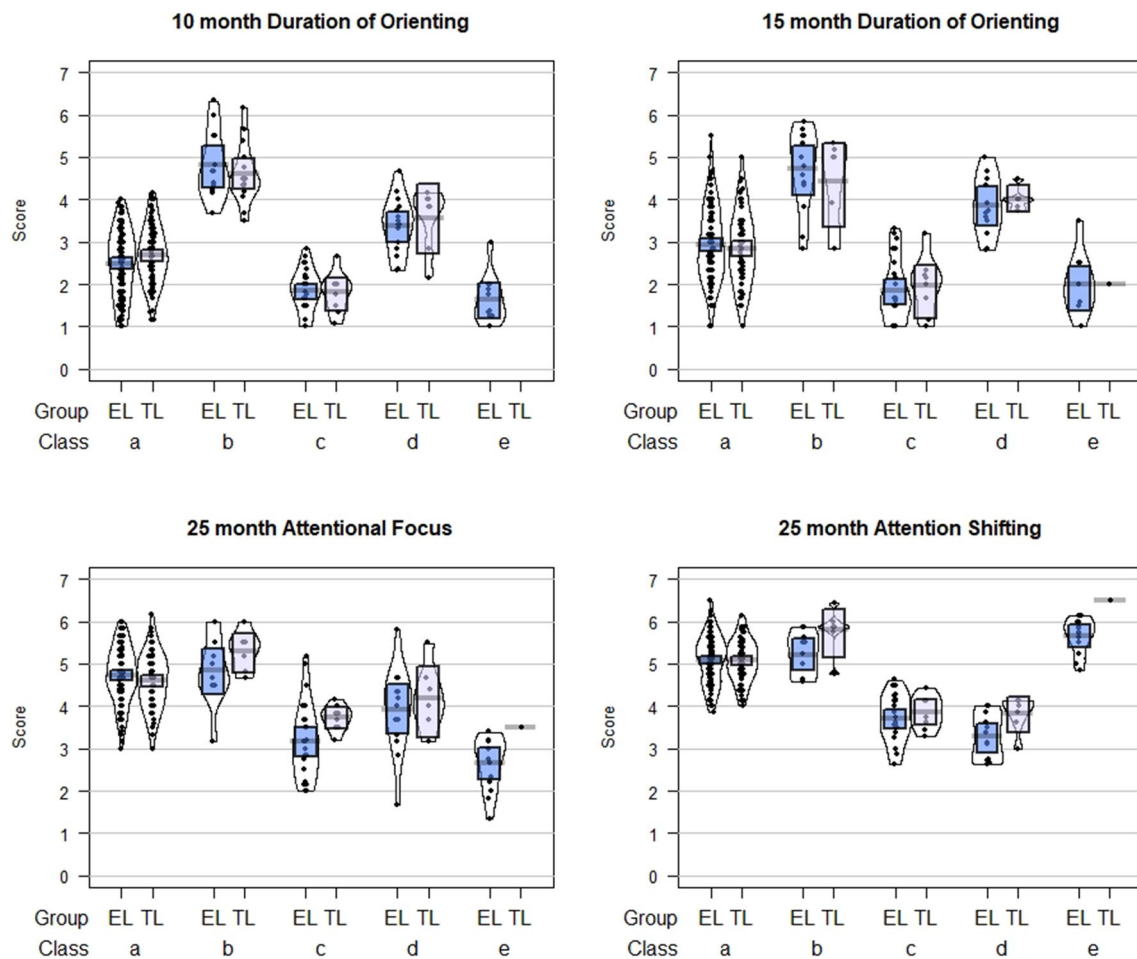 10 month Duration of Orienting
Score
7
6
5
4
3
2
1
0
Group EL TL EL TL EL TL EL TL EL TL
Class a b c d e
15 month Duration of Orienting
Score
7
6
5
4
3
2
1
0
Group EL TL EL TL EL TL EL TL EL TL
Class a b c d e
25 month Attentional Focus
Score
7
6
5
4
3
2
1
0
Group EL TL EL TL EL TL EL TL EL TL
Class a b c d e
25 month Attention Shifting
Score
7
6
5
4
3
2
1
0
Group EL TL EL TL EL TL EL TL EL TL
Class a b c d e